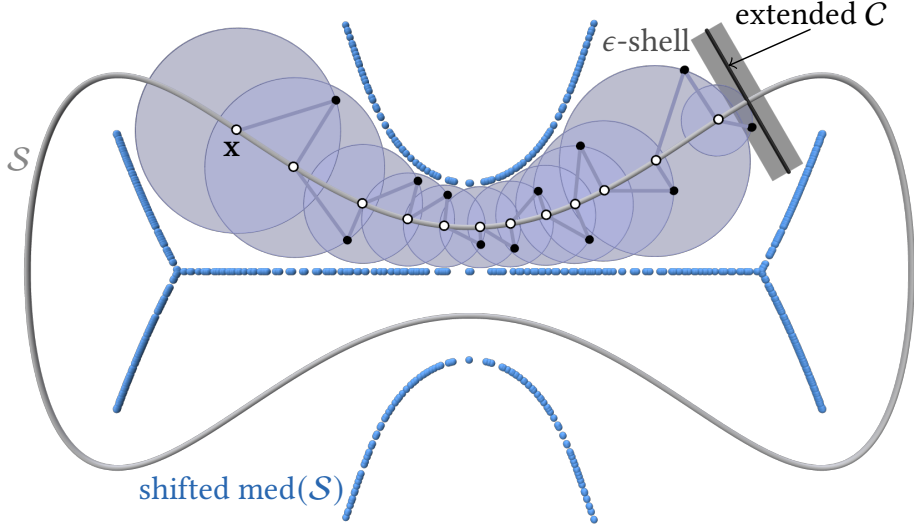 extended C
ϵ-shell
S
x
shifted med(S)